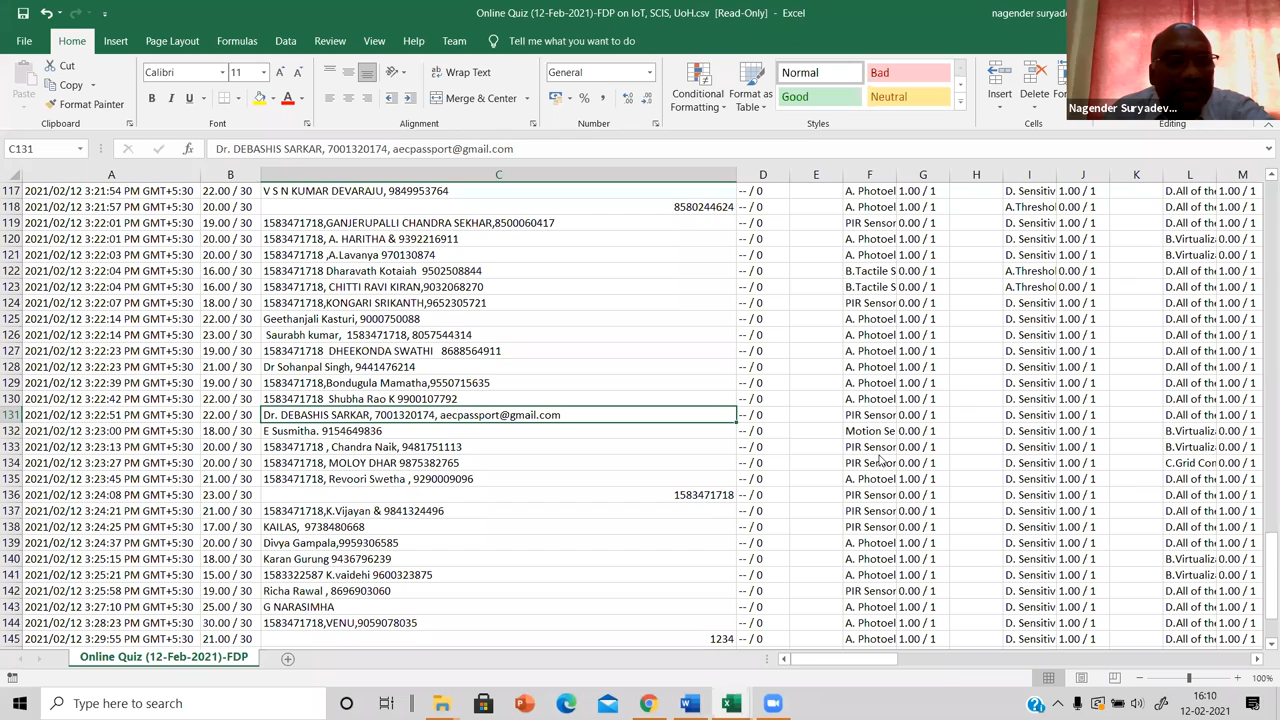 Online Quiz (12-Feb-2021)-FDP on IoT, SCIS, UoH.csv [Read-Only] - Excel
nagender suryade
File Home Insert Page Layout Formulas Data Review View Help Team Tell me what you want to do
Paste Cut Copy Format Painter Clipboard
Calibri 11 B I U A A Font
Wrap Text Merge & Center Alignment
General % , Number
Conditional Formatting Format as Table Normal Bad Good Neutral Styles
Insert Delete Cells
Editing
Nagender Suryadev...
C131 fx Dr. DEBASHIS SARKAR, 7001320174, aecpassport@gmail.com
A B C D E F G H I J K L M
117 2021/02/12 3:21:54 PM GMT+5:30 22.00 / 30 V S N KUMAR DEVARAJU, 9849953764 -- / 0 A. Photoel 1.00 / 1 D. Sensitiv 1.00 / 1 D.All of the 1.00 / 1
118 2021/02/12 3:21:57 PM GMT+5:30 20.00 / 30 8580244624 -- / 0 A. Photoel 1.00 / 1 A.Threshol 0.00 / 1 D.All of the 1.00 / 1
119 2021/02/12 3:22:01 PM GMT+5:30 19.00 / 30 1583471718,GANJERUPALLI CHANDRA SEKHAR,8500060417 -- / 0 PIR Sensor 0.00 / 1 D. Sensitiv 1.00 / 1 D.All of the 1.00 / 1
120 2021/02/12 3:22:01 PM GMT+5:30 20.00 / 30 1583471718, A. HARITHA & 9392216911 -- / 0 A. Photoel 1.00 / 1 D. Sensitiv 1.00 / 1 B.Virtualiza 0.00 / 1
121 2021/02/12 3:22:03 PM GMT+5:30 20.00 / 30 1583471718 ,A.Lavanya 970130874 -- / 0 A. Photoel 1.00 / 1 D. Sensitiv 1.00 / 1 B.Virtualiza 0.00 / 1
122 2021/02/12 3:22:04 PM GMT+5:30 16.00 / 30 1583471718 Dharavath Kotaiah 9502508844 -- / 0 B.Tactile S 0.00 / 1 A.Threshol 0.00 / 1 D.All of the 1.00 / 1
123 2021/02/12 3:22:04 PM GMT+5:30 16.00 / 30 1583471718, CHITTI RAVI KIRAN,9032068270 -- / 0 B.Tactile S 0.00 / 1 A.Threshol 0.00 / 1 D.All of the 1.00 / 1
124 2021/02/12 3:22:07 PM GMT+5:30 18.00 / 30 1583471718,KONGARI SRIKANTH,9652305721 -- / 0 PIR Sensor 0.00 / 1 D. Sensitiv 1.00 / 1 D.All of the 1.00 / 1
125 2021/02/12 3:22:14 PM GMT+5:30 20.00 / 30 Geethanjali Kasturi, 9000750088 -- / 0 A. Photoel 1.00 / 1 D. Sensitiv 1.00 / 1 D.All of the 1.00 / 1
126 2021/02/12 3:22:14 PM GMT+5:30 23.00 / 30 Saurabh kumar, 1583471718, 8057544314 -- / 0 A. Photoel 1.00 / 1 D. Sensitiv 1.00 / 1 D.All of the 1.00 / 1
127 2021/02/12 3:22:23 PM GMT+5:30 19.00 / 30 1583471718 DHEEKONDA SWATHI 8688564911 -- / 0 A. Photoel 1.00 / 1 D. Sensitiv 1.00 / 1 D.All of the 1.00 / 1
128 2021/02/12 3:22:23 PM GMT+5:30 21.00 / 30 Dr Sohanpal Singh, 9441476214 -- / 0 A. Photoel 1.00 / 1 D. Sensitiv 1.00 / 1 D.All of the 1.00 / 1
129 2021/02/12 3:22:39 PM GMT+5:30 19.00 / 30 1583471718,Bondugula Mamatha,9550715635 -- / 0 A. Photoel 1.00 / 1 D. Sensitiv 1.00 / 1 D.All of the 1.00 / 1
130 2021/02/12 3:22:42 PM GMT+5:30 22.00 / 30 1583471718 Shubha Rao K 9900107792 -- / 0 A. Photoel 1.00 / 1 D. Sensitiv 1.00 / 1 D.All of the 1.00 / 1
131 2021/02/12 3:22:51 PM GMT+5:30 22.00 / 30 Dr. DEBASHIS SARKAR, 7001320174, aecpassport@gmail.com -- / 0 PIR Sensor 0.00 / 1 D. Sensitiv 1.00 / 1 D.All of the 1.00 / 1
132 2021/02/12 3:23:00 PM GMT+5:30 18.00 / 30 E Susmitha. 9154649836 -- / 0 Motion Se 0.00 / 1 D. Sensitiv 1.00 / 1 B.Virtualiza 0.00 / 1
133 2021/02/12 3:23:13 PM GMT+5:30 20.00 / 30 1583471718 , Chandra Naik, 9481751113 -- / 0 PIR Sensor 0.00 / 1 D. Sensitiv 1.00 / 1 B.Virtualiza 0.00 / 1
134 2021/02/12 3:23:27 PM GMT+5:30 20.00 / 30 1583471718, MOLOY DHAR 9875382765 -- / 0 PIR Sensor 0.00 / 1 D. Sensitiv 1.00 / 1 C.Grid Con 0.00 / 1
135 2021/02/12 3:23:45 PM GMT+5:30 21.00 / 30 1583471718, Revoori Swetha , 9290009096 -- / 0 PIR Sensor 0.00 / 1 D. Sensitiv 1.00 / 1 D.All of the 1.00 / 1
136 2021/02/12 3:24:08 PM GMT+5:30 23.00 / 30 1583471718 -- / 0 PIR Sensor 0.00 / 1 D. Sensitiv 1.00 / 1 D.All of the 1.00 / 1
137 2021/02/12 3:24:21 PM GMT+5:30 21.00 / 30 1583471718,K.Vijayan & 9841324496 -- / 0 PIR Sensor 0.00 / 1 D. Sensitiv 1.00 / 1 D.All of the 1.00 / 1
138 2021/02/12 3:24:25 PM GMT+5:30 17.00 / 30 KAILAS, 9738480668 -- / 0 PIR Sensor 0.00 / 1 D. Sensitiv 1.00 / 1 D.All of the 1.00 / 1
139 2021/02/12 3:24:37 PM GMT+5:30 20.00 / 30 Divya Gampala,9959306585 -- / 0 A. Photoel 1.00 / 1 D. Sensitiv 1.00 / 1 D.All of the 1.00 / 1
140 2021/02/12 3:25:15 PM GMT+5:30 18.00 / 30 Karan Gurung 9436796239 -- / 0 A. Photoel 1.00 / 1 D. Sensitiv 1.00 / 1 B.Virtualiza 0.00 / 1
141 2021/02/12 3:25:21 PM GMT+5:30 15.00 / 30 1583322587 K.vaidehi 9600323875 -- / 0 A. Photoel 1.00 / 1 D. Sensitiv 1.00 / 1 D.All of the 1.00 / 1
142 2021/02/12 3:25:58 PM GMT+5:30 19.00 / 30 Richa Rawal , 8696903060 -- / 0 PIR Sensor 0.00 / 1 D. Sensitiv 1.00 / 1 D.All of the 1.00 / 1
143 2021/02/12 3:27:10 PM GMT+5:30 25.00 / 30 G NARASIMHA -- / 0 A. Photoel 1.00 / 1 D. Sensitiv 1.00 / 1 D.All of the 1.00 / 1
144 2021/02/12 3:28:23 PM GMT+5:30 30.00 / 30 1583471718,VENU,9059078035 -- / 0 A. Photoel 1.00 / 1 D. Sensitiv 1.00 / 1 D.All of the 1.00 / 1
145 2021/02/12 3:29:55 PM GMT+5:30 21.00 / 30 1234 -- / 0 A. Photoel 1.00 / 1 D. Sensitiv 1.00 / 1 D.All of the 1.00 / 1
Online Quiz (12-Feb-2021)-FDP
100%
Type here to search
16:10
12-02-2021